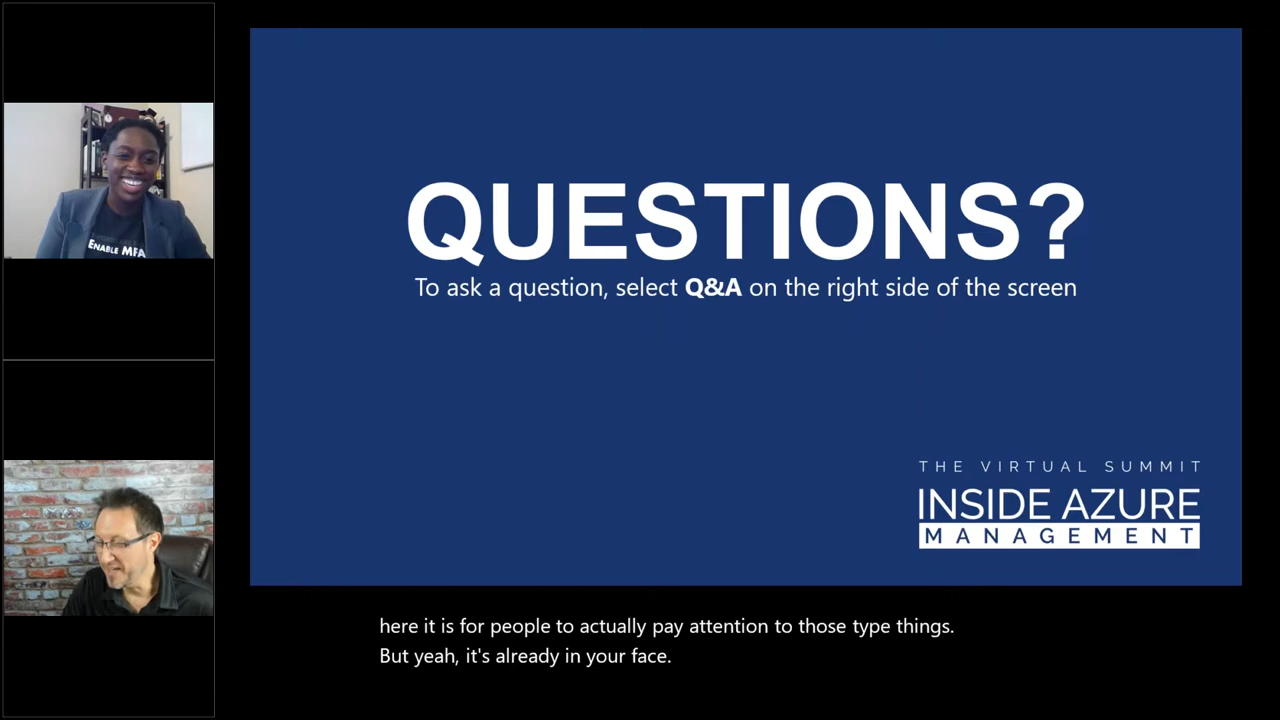 ENABLE MFA
QUESTIONS?
To ask a question, select Q&A on the right side of the screen
THE VIRTUAL SUMMIT
INSIDE AZURE
MANAGEMENT
here it is for people to actually pay attention to those type things.
But yeah, it's already in your face.